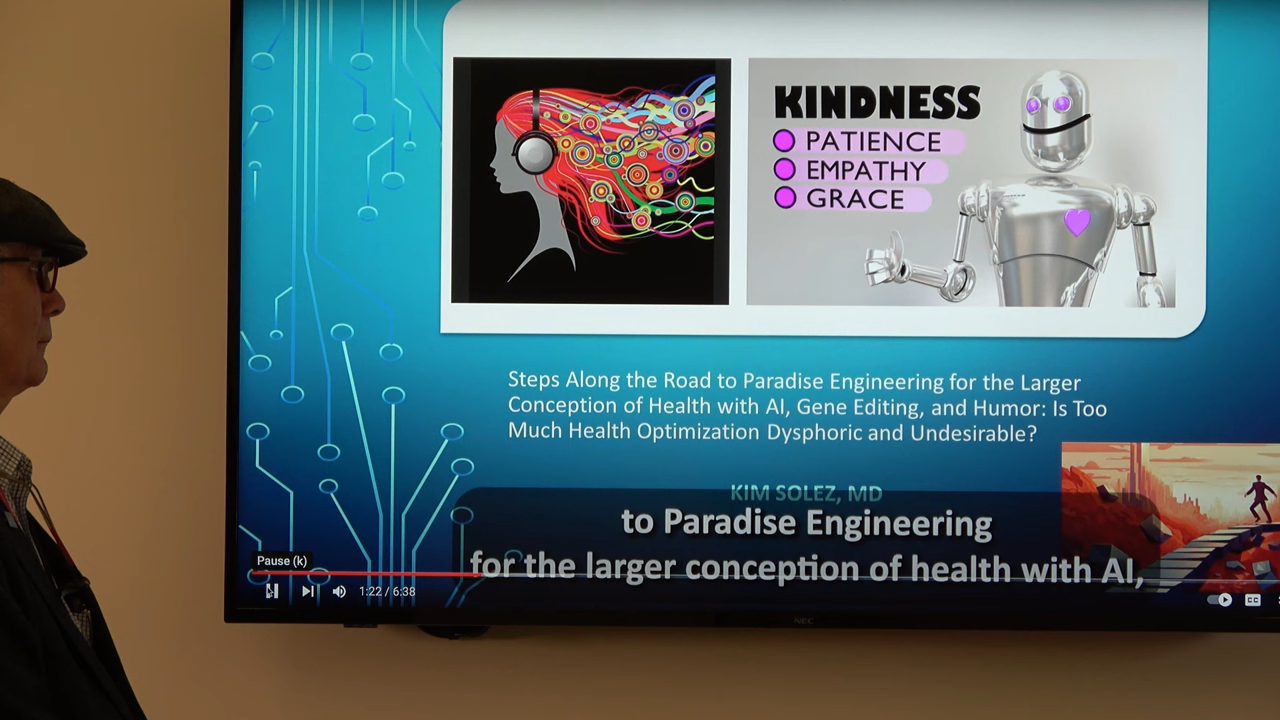 KINDNESS
PATIENCE
EMPATHY
GRACE
Steps Along the Road to Paradise Engineering for the Larger
Conception of Health with AI, Gene Editing, and Humor: Is Too
Much Health Optimization Dysphoric and Undesirable?
KIM SOLEZ, MD
to Paradise Engineering
for the larger conception of health with AI,
Pause (k)
1:22 / 6:38
CC
NEC